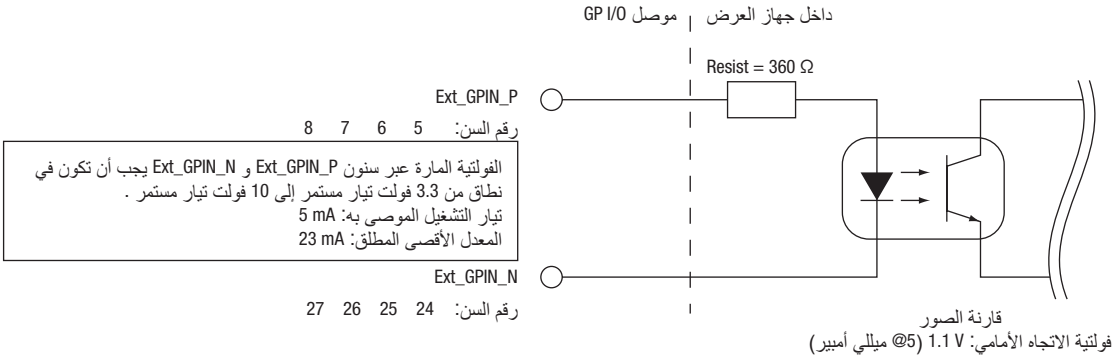 داخل جهاز العرض
موصل GP I/O
Resist = 360 Ω
Ext_GPIN_P
رقم السن: 5 6 7 8
الفولتية المارة عبر سنون Ext_GPIN_P و Ext_GPIN_N يجب أن تكون في
نطاق من 3.3 فولت تيار مستمر إلى 10 فولت تيار مستمر .
تيار التشغيل الموصى به: 5 mA
المعدل الأقصى المطلق: 23 mA
Ext_GPIN_N
رقم السن: 24 25 26 27
قارنة الصور
فولتية الاتجاه الأمامي: 1.1 V (@5 ميللي أمبير)